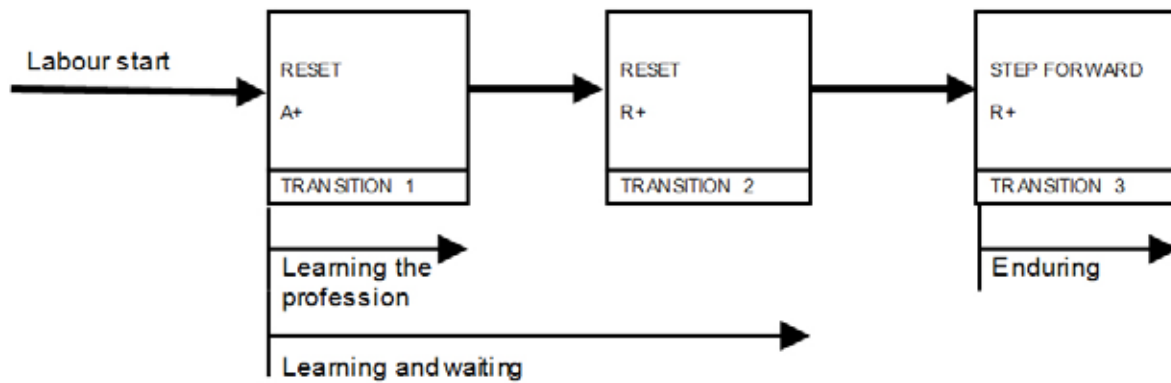 Labour start
RESET
A+
TRANSITION 1
RESET
R+
TRANSITION 2
STEP FORWARD
R+
TRANSITION 3
Learning the
profession
Enduring
Learning and waiting